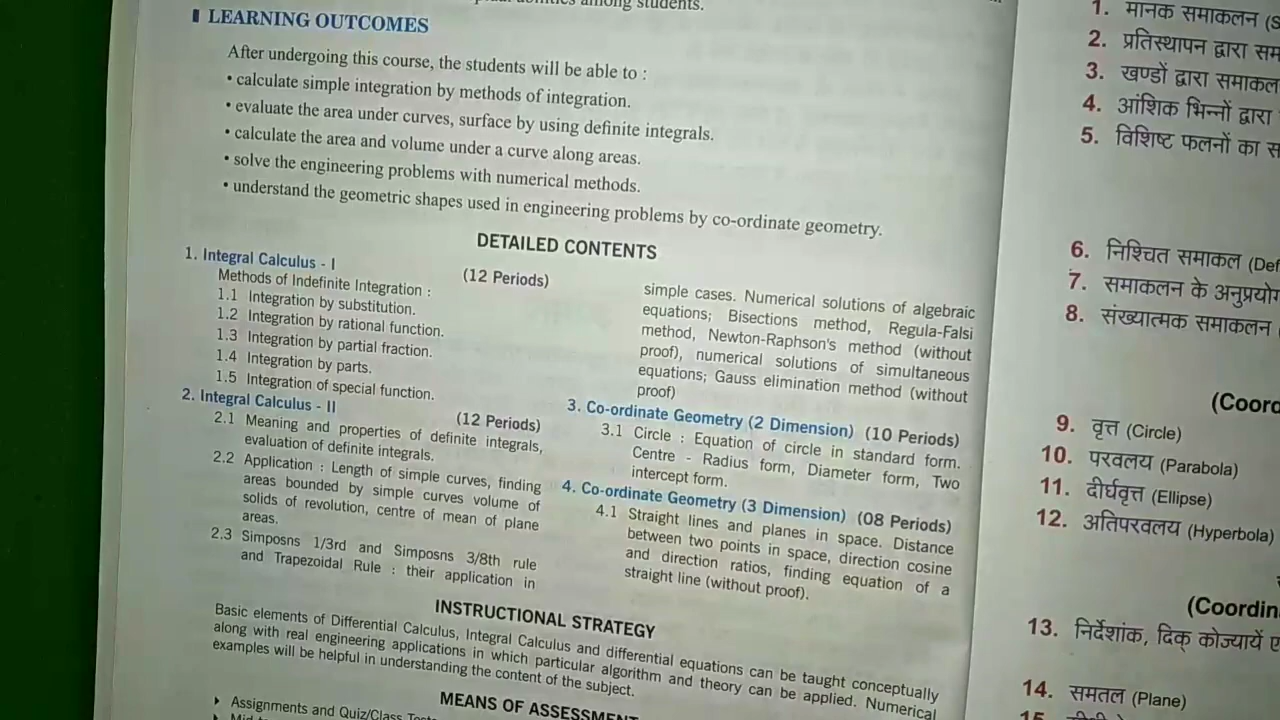 among students.
LEARNING OUTCOMES
After undergoing this course, the students will be able to :
• calculate simple integration by methods of integration.
• evaluate the area under curves, surface by using definite integrals.
• calculate the area and volume under a curve along areas.
• solve the engineering problems with numerical methods.
• understand the geometric shapes used in engineering problems by co-ordinate geometry.
DETAILED CONTENTS
1. Integral Calculus - I (12 Periods)
Methods of Indefinite Integration :
1.1 Integration by substitution.
1.2 Integration by rational function.
1.3 Integration by partial fraction.
1.4 Integration by parts.
1.5 Integration of special function.
2. Integral Calculus - II (12 Periods)
2.1 Meaning and properties of definite integrals,
evaluation of definite integrals.
2.2 Application : Length of simple curves, finding
areas bounded by simple curves volume of
solids of revolution, centre of mean of plane
areas.
2.3 Simposns 1/3rd and Simposns 3/8th rule
and Trapezoidal Rule : their application in
simple cases. Numerical solutions of algebraic
equations; Bisections method, Regula-Falsi
method, Newton-Raphson's method (without
proof), numerical solutions of simultaneous
equations; Gauss elimination method (without
proof)
3. Co-ordinate Geometry (2 Dimension) (10 Periods)
3.1 Circle : Equation of circle in standard form.
Centre - Radius form, Diameter form, Two
intercept form.
4. Co-ordinate Geometry (3 Dimension) (08 Periods)
4.1 Straight lines and planes in space. Distance
between two points in space, direction cosine
and direction ratios, finding equation of a
straight line (without proof).
INSTRUCTIONAL STRATEGY
Basic elements of Differential Calculus, Integral Calculus and differential equations can be taught conceptually
along with real engineering applications in which particular algorithm and theory can be applied. Numerical
examples will be helpful in understanding the content of the subject.
MEANS OF ASSESSMENT
Assignments and Quiz/Class
1. मानक समाकलन (S
2. प्रतिस्थापन द्वारा सम
3. खण्डों द्वारा समाकल
4. आंशिक भिन्नों द्वारा
5. विशिष्ट फलनों का स
6. निश्चित समाकल (Def
7. समाकलन के अनुप्रयोग
8. संख्यात्मक समाकलन (
(Coord
9. वृत्त (Circle)
10. परवलय (Parabola)
11. दीर्घवृत्त (Ellipse)
12. अतिपरवलय (Hyperbola)
(Coordin
13. निर्देशांक, दिक् कोज्यायें ए
14. समतल (Plane)
15.